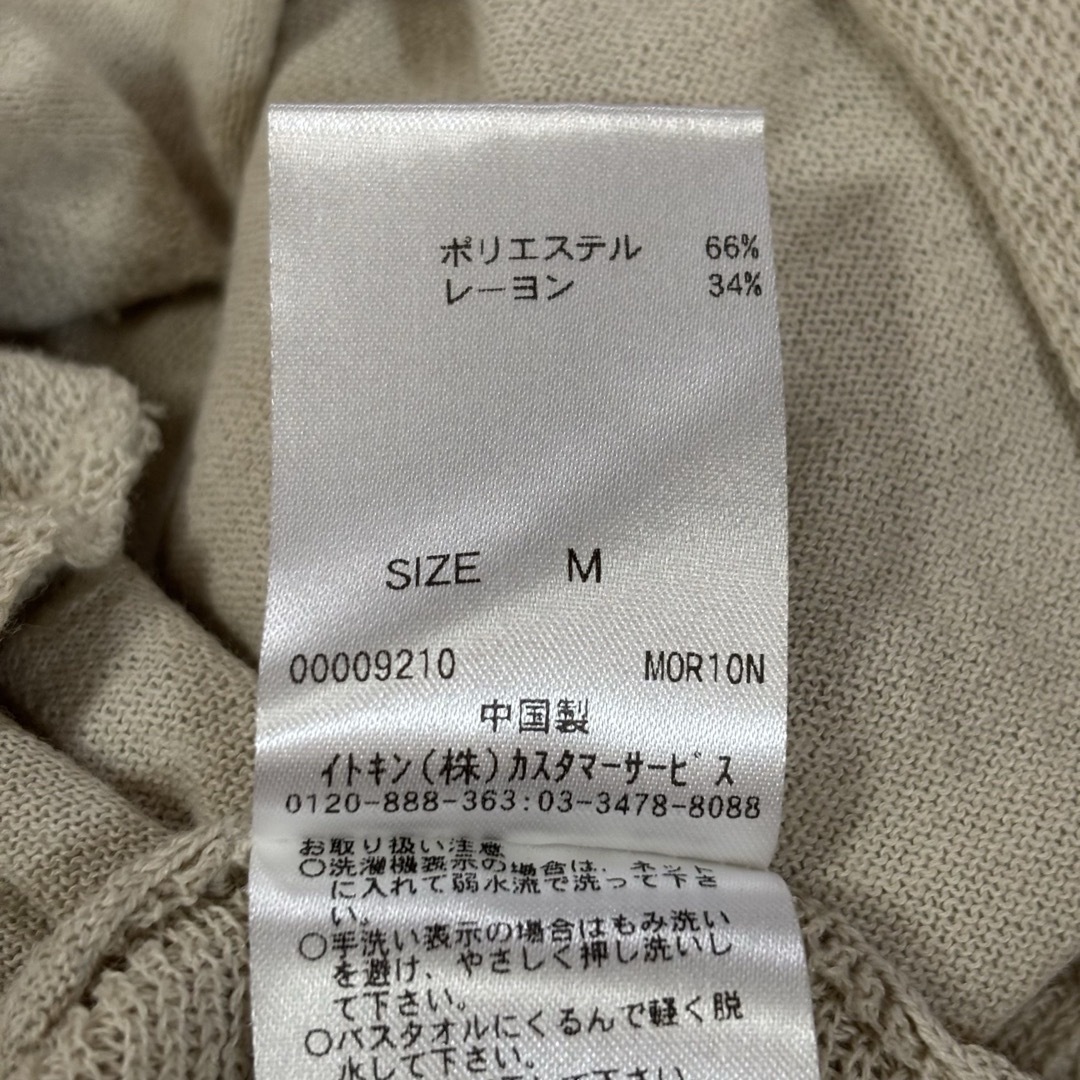 ポリエステル 66%
レーヨン 34%
SIZE M
00009210 MOR10N
中国製
イトキン(株)カスタマーサービス
0120-888-363:03-3478-8088
お取り扱い注意
○洗濯機表示の場合は、ネット
に入れて弱水流で洗って下さ
い。
○手洗い表示の場合はもみ洗い
を避け、やさしく押し洗いし
て下さい。
○バスタオルにくるんで軽く脱
水して下さい。
して下さい。